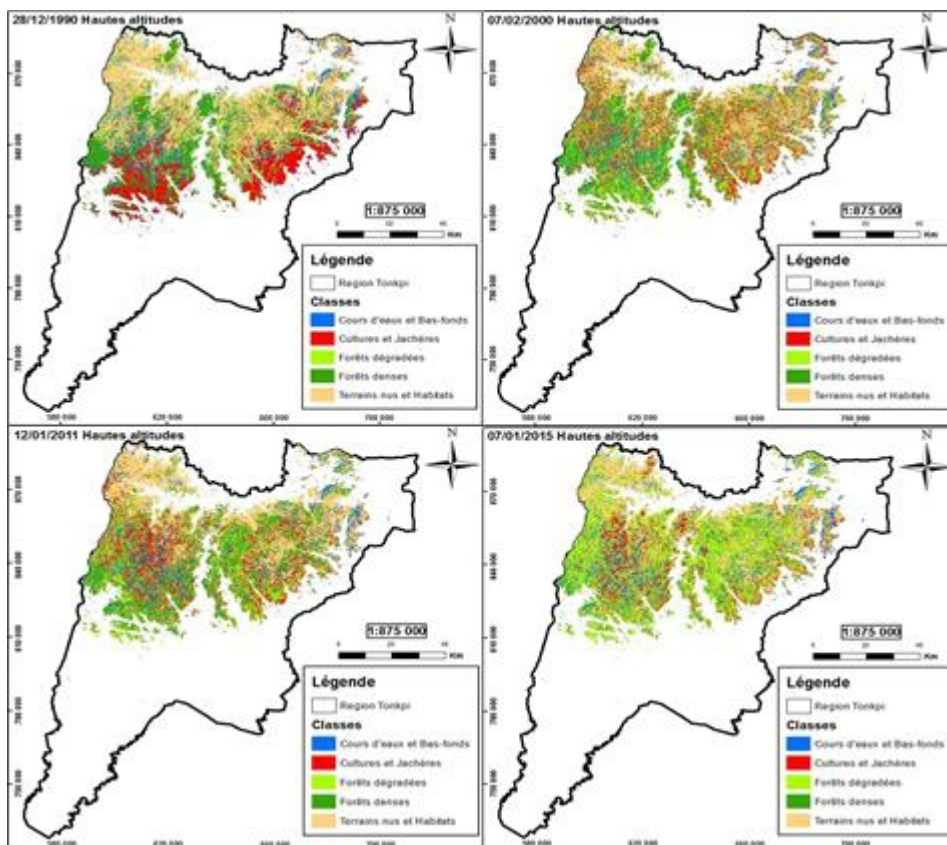 28/12/1990 Hautes altitudes
N
1:875 000
Km
Légende
Region Tonkpi
Classes
Cours d'eaux et Bas-fonds
Cultures et Jachères
Forêts dégradées
Forêts denses
Terrains nus et Habitats
07/02/2000 Hautes altitudes
N
1:875 000
Km
Légende
Region Tonkpi
Classes
Cours d'eaux et Bas-fonds
Cultures et Jachères
Forêts dégradées
Forêts denses
Terrains nus et Habitats
12/01/2011 Hautes altitudes
N
1:875 000
Km
Légende
Region Tonkpi
Classes
Cours d'eaux et Bas-fonds
Cultures et Jachères
Forêts dégradées
Forêts denses
Terrains nus et Habitats
07/01/2015 Hautes altitudes
N
1:875 000
Km
Légende
Region Tonkpi
Classes
Cours d'eaux et Bas-fonds
Cultures et Jachères
Forêts dégradées
Forêts denses
Terrains nus et Habitats